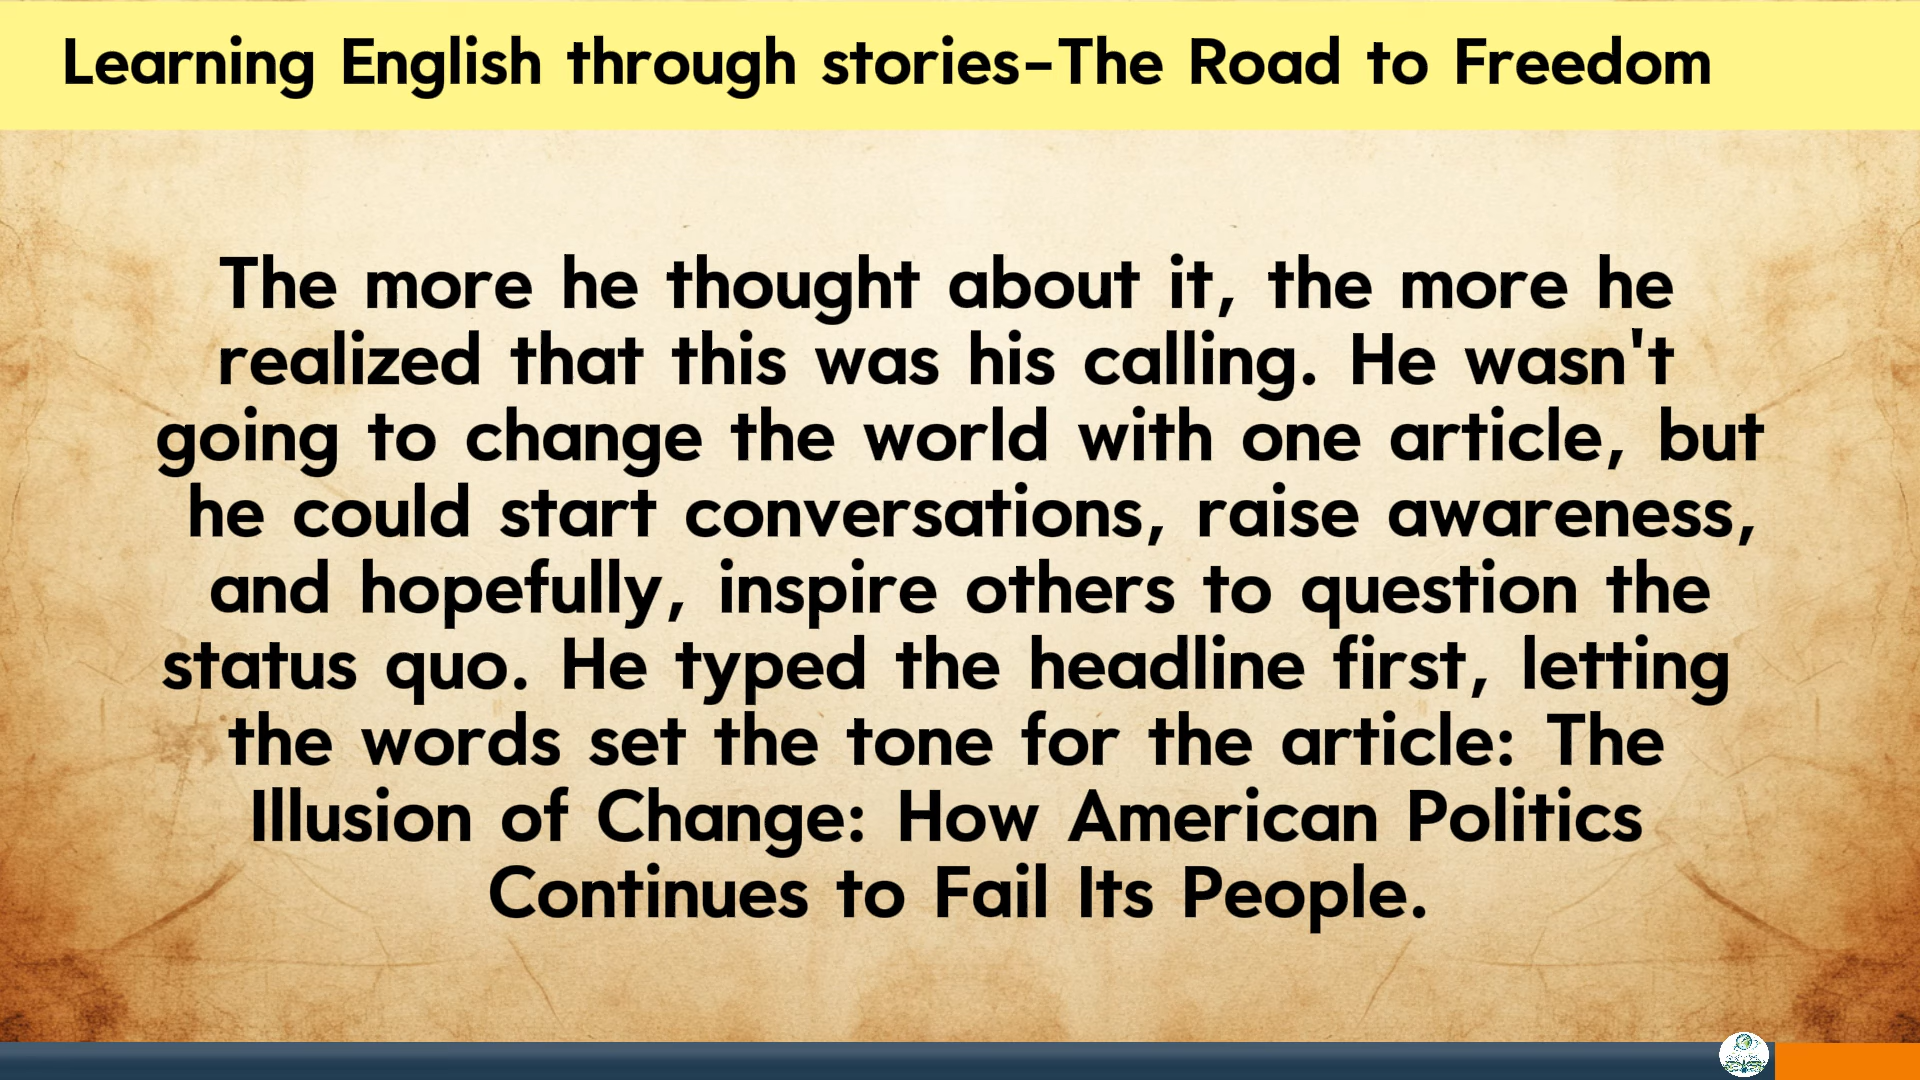 Learning English through stories-The Road to Freedom
The more he thought about it, the more he
realized that this was his calling. He wasn't
going to change the world with one article, but
he could start conversations, raise awareness,
and hopefully, inspire others to question the
status quo. He typed the headline first, letting
the words set the tone for the article: The
Illusion of Change: How American Politics
Continues to Fail Its People.